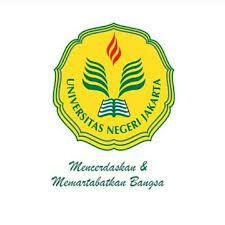 UNIVERSITAS NEGERI JAKARTA
Mencerdaskan &
Memartabatkan Bangsa